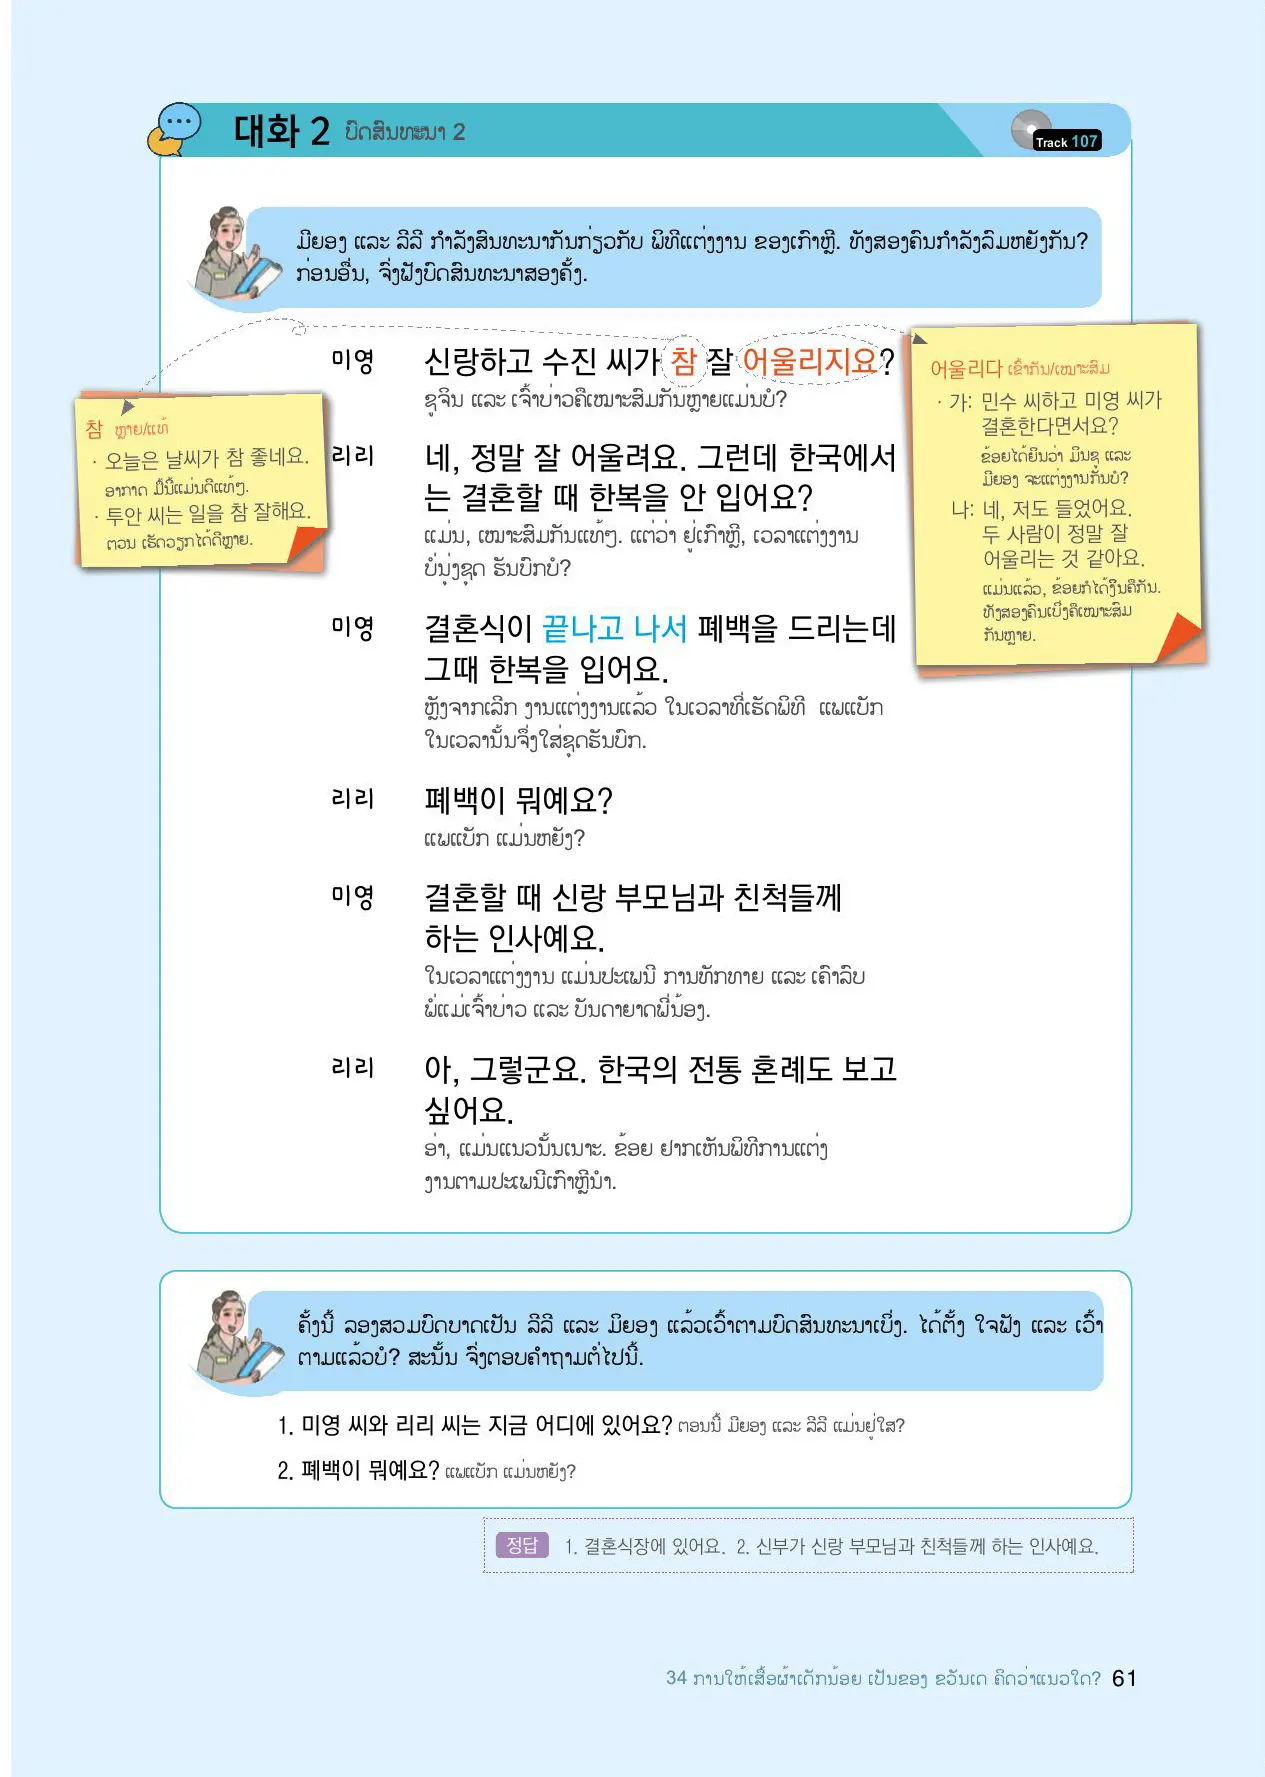 대화 2 ບົດສົນທະນາ 2
Track 107
ມີຍອງ ແລະ ລີລີ ກຳລັງສົນທະນາກັນກ່ຽວກັບ ພິທີແຕ່ງງານ ຂອງເກົາຫຼີ. ທັງສອງຄົນກຳລັງລົມຫຍັງກັນ?
ກ່ອນອື່ນ, ຈົ່ງຟັງບົດສົນທະນາສອງຄັ້ງ.
미영 신랑하고 수진 씨가 참 잘 어울리지요?
ຊູຈິນ ແລະ ເຈົ້າບ່າວຄືເໝາະສົມກັນຫຼາຍແມ່ນບໍ?
리리 네, 정말 잘 어울려요. 그런데 한국에서
는 결혼할 때 한복을 안 입어요?
ແມ່ນ, ເໝາະສົມກັນແທ້ໆ. ແຕ່ວ່າ ຢູ່ເກົາຫຼີ, ເວລາແຕ່ງງານ
ບໍ່ນຸ່ງຊຸດ ຮັນບົກບໍ?
미영 결혼식이 끝나고 나서 폐백을 드리는데
그때 한복을 입어요.
ຫຼັງຈາກເລີກ ງານແຕ່ງງານແລ້ວ ໃນເວລາທີ່ເຮັດພິທີ ແພແບັກ
ໃນເວລານັ້ນຈຶ່ງໃສ່ຊຸດຮັນບົກ.
리리 폐백이 뭐예요?
ແພແບັກ ແມ່ນຫຍັງ?
미영 결혼할 때 신랑 부모님과 친척들께
하는 인사예요.
ໃນເວລາແຕ່ງງານ ແມ່ນປະເພນີ ການທັກທາຍ ແລະ ເຄົາລົບ
ພໍ່ແມ່ເຈົ້າບ່າວ ແລະ ບັນດາຍາດພີ່ນ້ອງ.
리리 아, 그렇군요. 한국의 전통 혼례도 보고
싶어요.
ອ່າ, ແມ່ນແນວນັ້ນເນາະ. ຂ້ອຍ ຢາກເຫັນພິທີການແຕ່ງ
ງານຕາມປະເພນີເກົາຫຼີນຳ.
참 ຫຼາຍ/ແທ້
· 오늘은 날씨가 참 좋네요.
ອາກາດ ມື້ນີ້ແມ່ນດີແທ້ໆ.
· 투안 씨는 일을 참 잘해요.
ຕວນ ເຮັດວຽກໄດ້ດີຫຼາຍ.
어울리다 ເຂົ້າກັນ/ເໝາະສົມ
· 가: 민수 씨하고 미영 씨가
결혼한다면서요?
ຂ້ອຍໄດ້ຍິນວ່າ ມິນຊູ ແລະ
ມີຍອງ ຈະແຕ່ງງານກັນບໍ?
나: 네, 저도 들었어요.
두 사람이 정말 잘
어울리는 것 같아요.
ແມ່ນແລ້ວ, ຂ້ອຍກໍໄດ້ງິນຄືກັນ.
ທັງສອງຄົນເບິ່ງຄືເໝາະສົມ
ກັນຫຼາຍ.
ຄັ້ງນີ້ ລອງສວມບົດບາດເປັນ ລີລີ ແລະ ມິຍອງ ແລ້ວເວົ້າຕາມບົດສົນທະນາເບິ່ງ. ໄດ້ຕັ້ງ ໃຈຟັງ ແລະ ເວົ້າ
ຕາມແລ້ວບໍ? ສະນັ້ນ ຈົ່ງຕອບຄຳຖາມຕໍ່ໄປນີ້.
1. 미영 씨와 리리 씨는 지금 어디에 있어요? ຕອນນີ້ ມີຍອງ ແລະ ລີລີ ແມ່ນຢູ່ໃສ?
2. 폐백이 뭐예요? ແພແບັກ ແມ່ນຫຍັງ?
정답 1. 결혼식장에 있어요. 2. 신부가 신랑 부모님과 친척들께 하는 인사예요.
34 ການໃຫ້ເສື້ອຜ້າເດັກນ້ອຍ ເປັນຂອງ ຂວັນເດ ຄິດວ່າແນວໃດ? 61